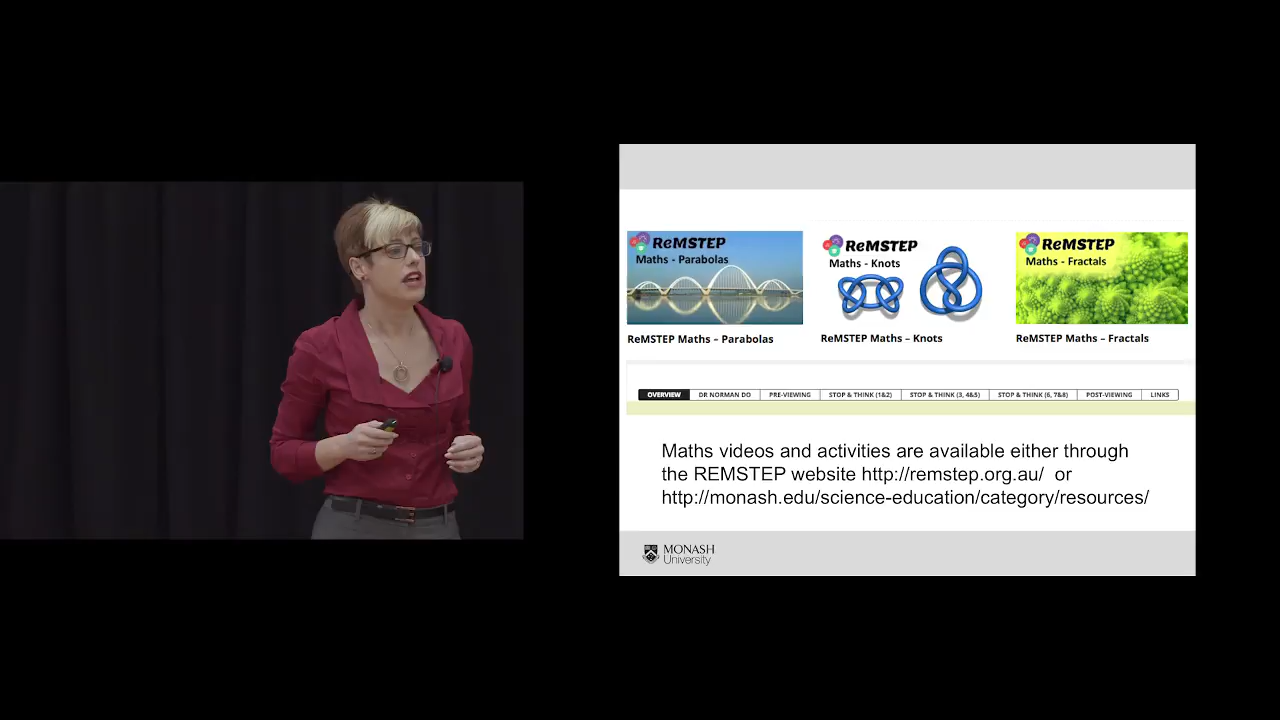 ReMSTEP
Maths - Parabolas
ReMSTEP
Maths - Knots
ReMSTEP
Maths - Fractals
ReMSTEP Maths – Parabolas
ReMSTEP Maths – Knots
ReMSTEP Maths – Fractals
OVERVIEW DR NORMAN DO PRE-VIEWING STOP & THINK (1&2) STOP & THINK (3, 4&5) STOP & THINK (6, 7&8) POST-VIEWING LINKS
Maths videos and activities are available either through
the REMSTEP website http://remstep.org.au/ or
http://monash.edu/science-education/category/resources/
MONASH
University